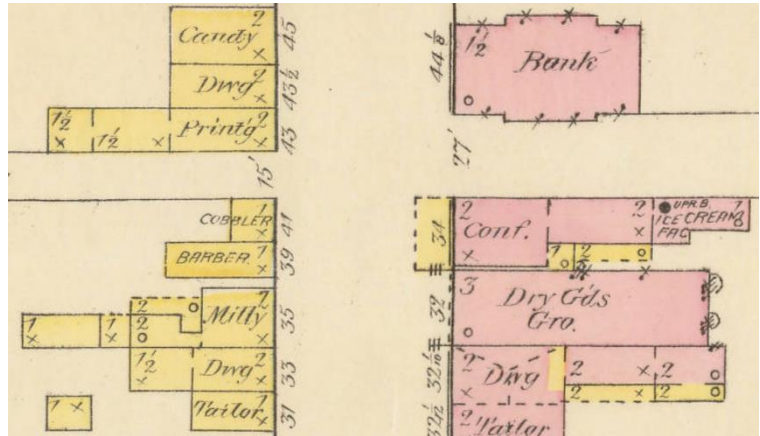 Candy 2 x 45
Dwg 2 x 43½
Printg 2 x 43
1½ x
1½ x
15'
COBBLER 1 x 41
BARBER 1 x 39
Milly 2 x 35
2
2
1 x
1 x
Dwg 2 x 33
1½ x
Tailor 1 x 31
1 x
44⅛
1½
Bank
27'
34
2
Conf.
2 x
UPR. B.
ICE CREAM
FAC
1
1
2
32
3
Dry Gds
Gro.
2
Dwg
2 x
2
2
2
32½
2
Tailor